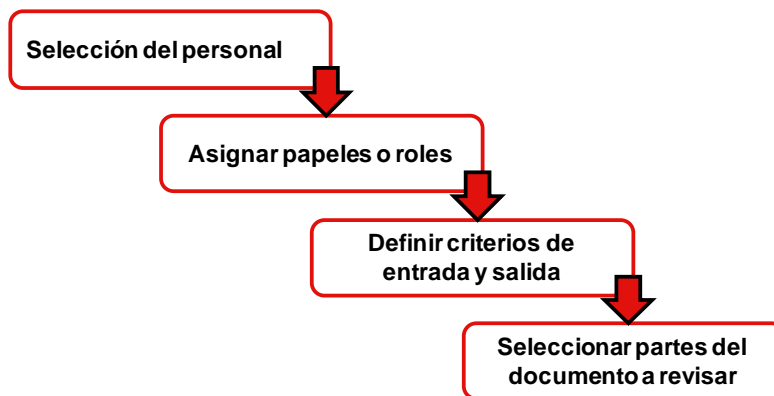 Selección del personal
Asignar papeles o roles
Definir criterios de
entrada y salida
Seleccionar partes del
documento a revisar